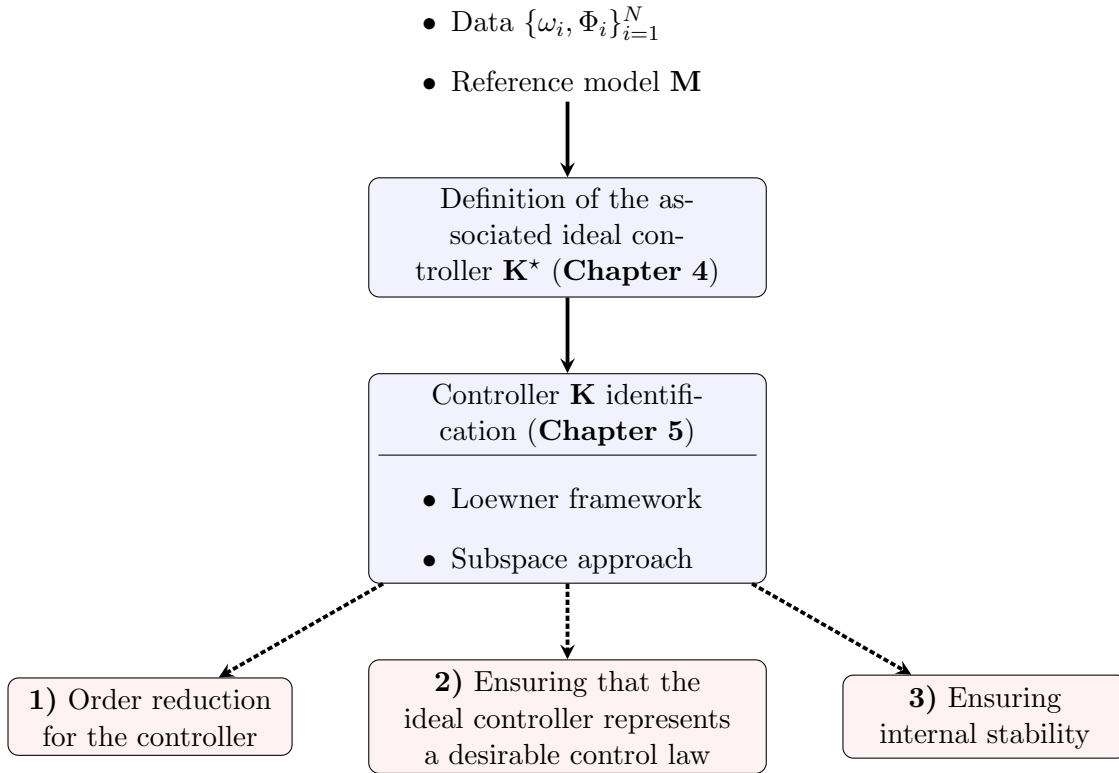 • Data $\{\omega_i, \Phi_i\}_{i=1}^{N}$
• Reference model M
Definition of the as-
sociated ideal con-
troller K⋆ (Chapter 4)
Controller K identifi-
cation (Chapter 5)
• Loewner framework
• Subspace approach
1) Order reduction
for the controller
2) Ensuring that the
ideal controller represents
a desirable control law
3) Ensuring
internal stability